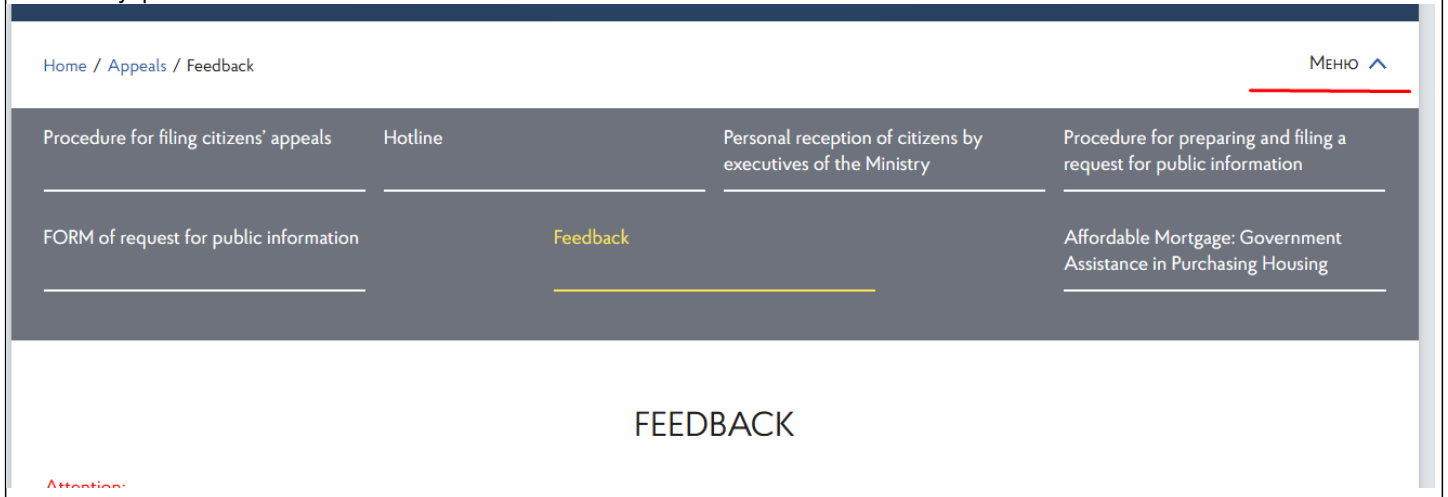 Home / Appeals / Feedback
Меню
Procedure for filing citizens’ appeals
Hotline
Personal reception of citizens by
executives of the Ministry
Procedure for preparing and filing a
request for public information
FORM of request for public information
Feedback
Affordable Mortgage: Government
Assistance in Purchasing Housing
FEEDBACK
Attention: